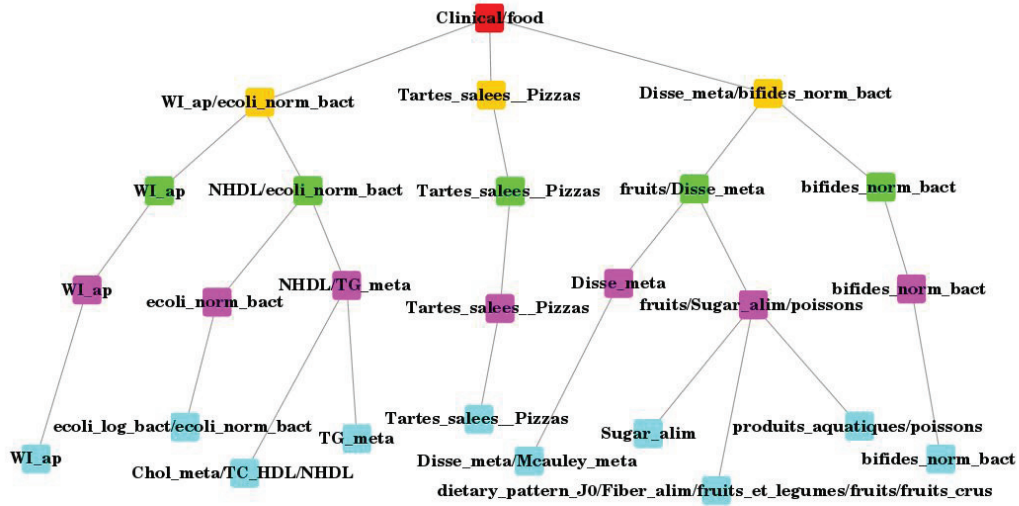 Clinical/food
WI_ap/ecoli_norm_bact
Tartes_salees__Pizzas
Disse_meta/bifides_norm_bact
WI_ap
NHDL/ecoli_norm_bact
Tartes_salees__Pizzas
fruits/Disse_meta
bifides_norm_bact
WI_ap
ecoli_norm_bact
NHDL/TG_meta
Tartes_salees__Pizzas
Disse_meta
fruits/Sugar_alim/poissons
bifides_norm_bact
WI_ap
ecoli_log_bact/ecoli_norm_bact
Chol_meta/TC_HDL/NHDL
TG_meta
Tartes_salees__Pizzas
Disse_meta/Mcauley_meta
Sugar_alim
dietary_pattern_J0/Fiber_alim/fruits_et_legumes/fruits/fruits_crus
produits_aquatiques/poissons
bifides_norm_bact